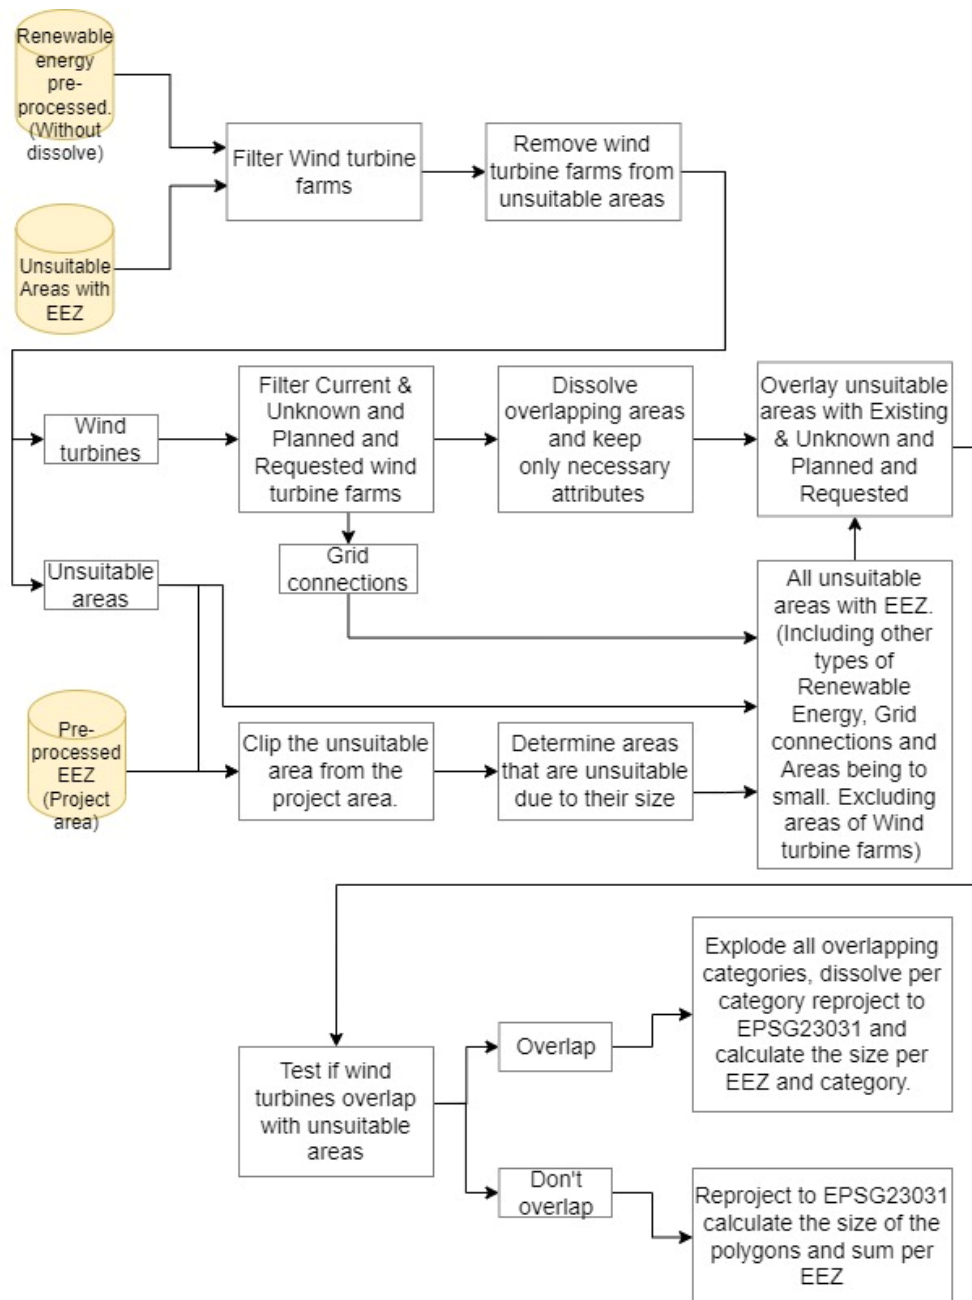 Renewable
energy
pre-
processed.
(Without
dissolve)
Filter Wind turbine
farms
Remove wind
turbine farms from
unsuitable areas
Unsuitable
Areas with
EEZ
Wind
turbines
Filter Current &
Unknown and
Planned and
Requested wind
turbine farms
Dissolve
overlapping areas
and keep
only necessary
attributes
Overlay unsuitable
areas with Existing
& Unknown and
Planned and
Requested
Unsuitable
areas
Grid
connections
All unsuitable
areas with EEZ.
(Including other
types of
Renewable
Energy, Grid
connections and
Areas being to
small. Excluding
areas of Wind
turbine farms)
Pre-
processed
EEZ
(Project
area)
Clip the unsuitable
area from the
project area.
Determine areas
that are unsuitable
due to their size
Test if wind
turbines overlap
with unsuitable
areas
Overlap
Explode all overlapping
categories, dissolve per
category reproject to
EPSG23031 and
calculate the size per
EEZ and category.
Don't
overlap
Reproject to EPSG23031
calculate the size of the
polygons and sum per
EEZ